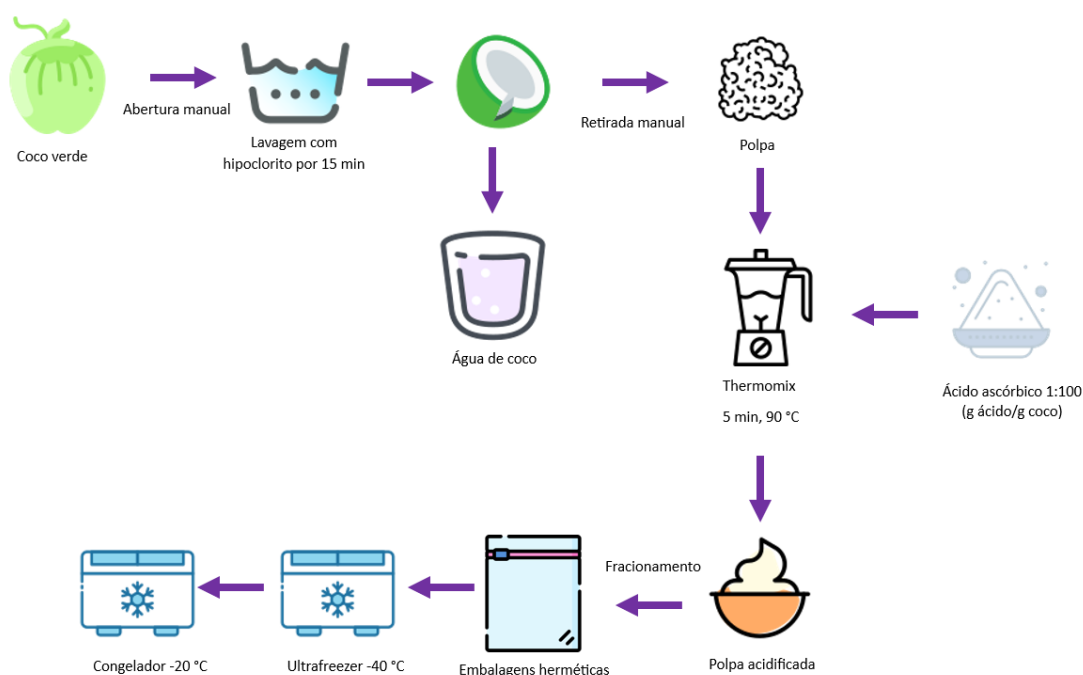 Coco verde
Abertura manual
Lavagem com
hipoclorito por 15 min
Retirada manual
Polpa
Água de coco
Thermomix
5 min, 90 °C
Ácido ascórbico 1:100
(g ácido/g coco)
Polpa acidificada
Fracionamento
Embalagens herméticas
Ultrafreezer -40 °C
Congelador -20 °C